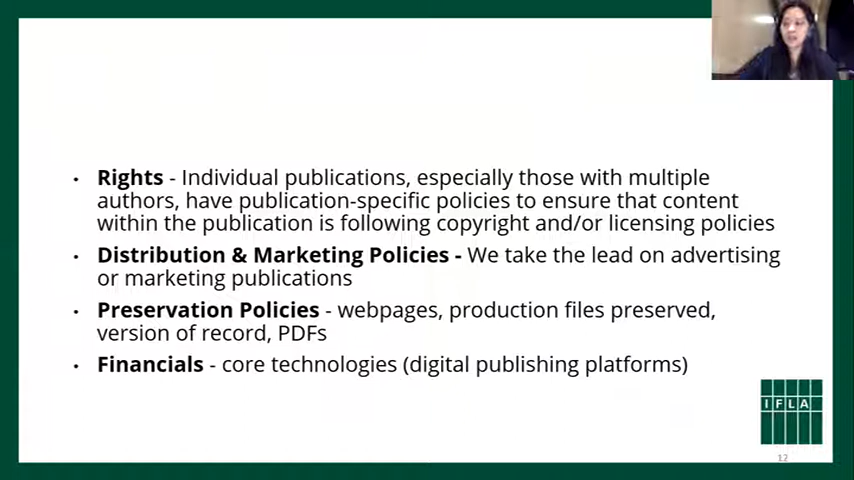 • Rights - Individual publications, especially those with multiple
authors, have publication-specific policies to ensure that content
within the publication is following copyright and/or licensing policies
• Distribution & Marketing Policies - We take the lead on advertising
or marketing publications
• Preservation Policies - webpages, production files preserved,
version of record, PDFs
• Financials - core technologies (digital publishing platforms)
IFLA
12